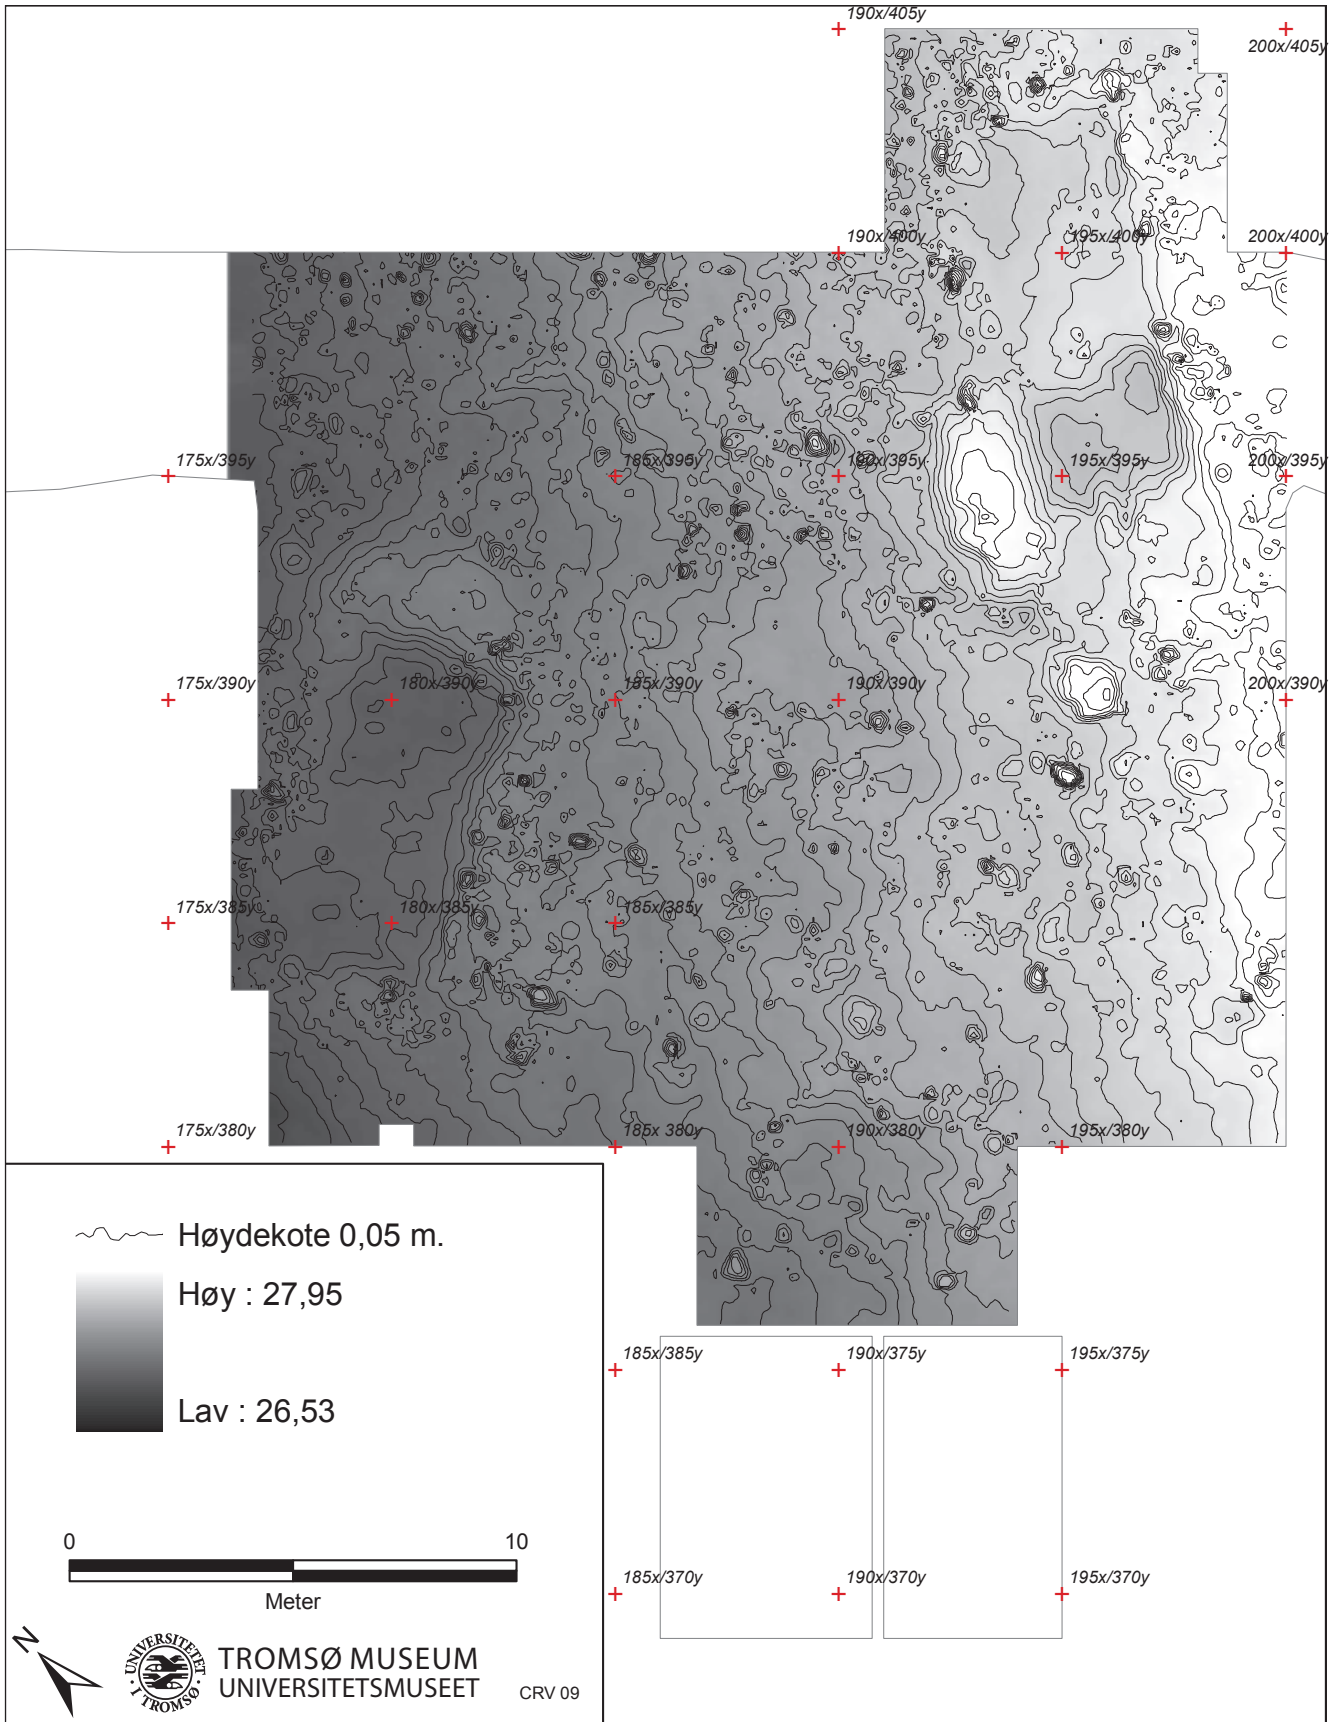 190x/405y
200x/405y
190x/400y
195x/400y
200x/400y
175x/395y
185x/395y
190x/395y
195x/395y
200x/395y
175x/390y
180x/390y
195x/390y
190x/390y
200x/390y
175x/385y
180x/385y
185x/385y
175x/380y
185x 380y
190x/380y
195x/380y
Høydekote 0,05 m.
Høy : 27,95
Lav : 26,53
185x/385y
190x/375y
195x/375y
0 10
Meter
185x/370y
190x/370y
195x/370y
N
UNIVERSITETET I TROMSØ
TROMSØ MUSEUM
UNIVERSITETSMUSEET
CRV 09